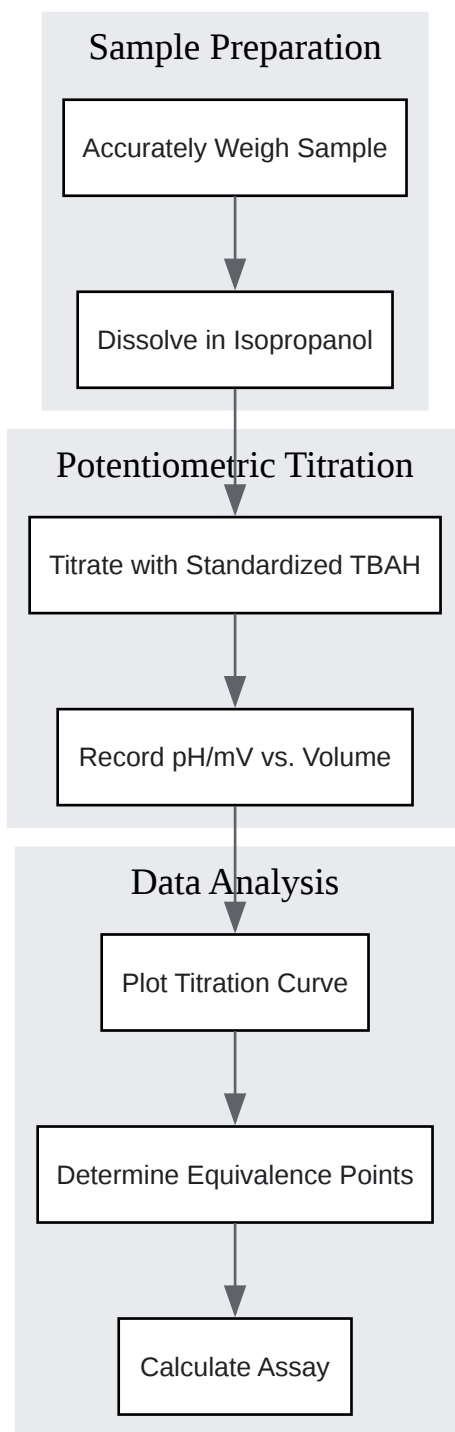 Sample Preparation
Accurately Weigh Sample
Dissolve in Isopropanol
Potentiometric Titration
Titrate with Standardized TBAH
Record pH/mV vs. Volume
Data Analysis
Plot Titration Curve
Determine Equivalence Points
Calculate Assay